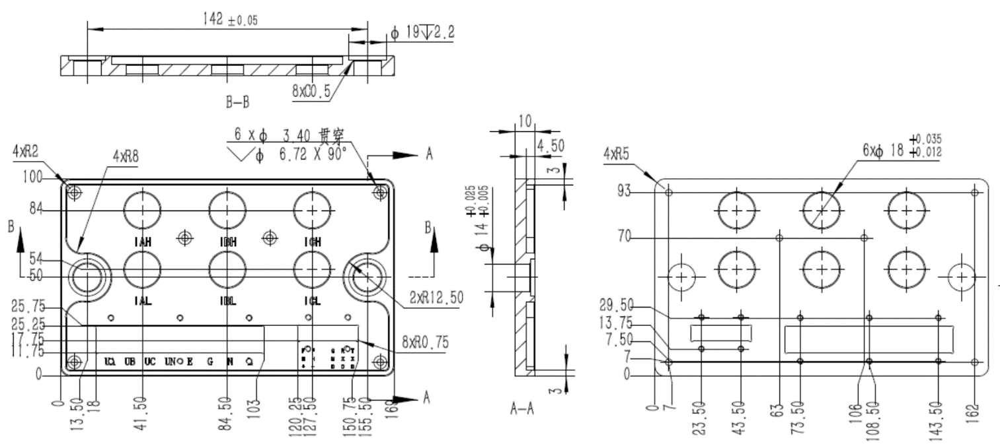 142 ±0.05
ϕ 19↧2.2
8xC0.5
B-B
6 x ϕ 3.40 贯穿
ϕ 6.72 X 90°
4xR2
4xR8
A
100
84
B
B
54
50
IAH
IBH
ICH
IAL
IBL
ICL
2xR12.50
25.75
25.25
17.75
11.75
0
8xR0.75
UB UC UN E G N
0
13.50
18
41.50
84.50
103
120.25
127.50
150.75
155.50
169
A
10
4.50
3
ϕ 14 +0.025 +0.005
3
A-A
4xR5
6xϕ 18 +0.035 +0.012
93
70
29.50
13.75
7.50
7
0
0
7
23.50
43.50
63
73.50
106
108.50
143.50
162